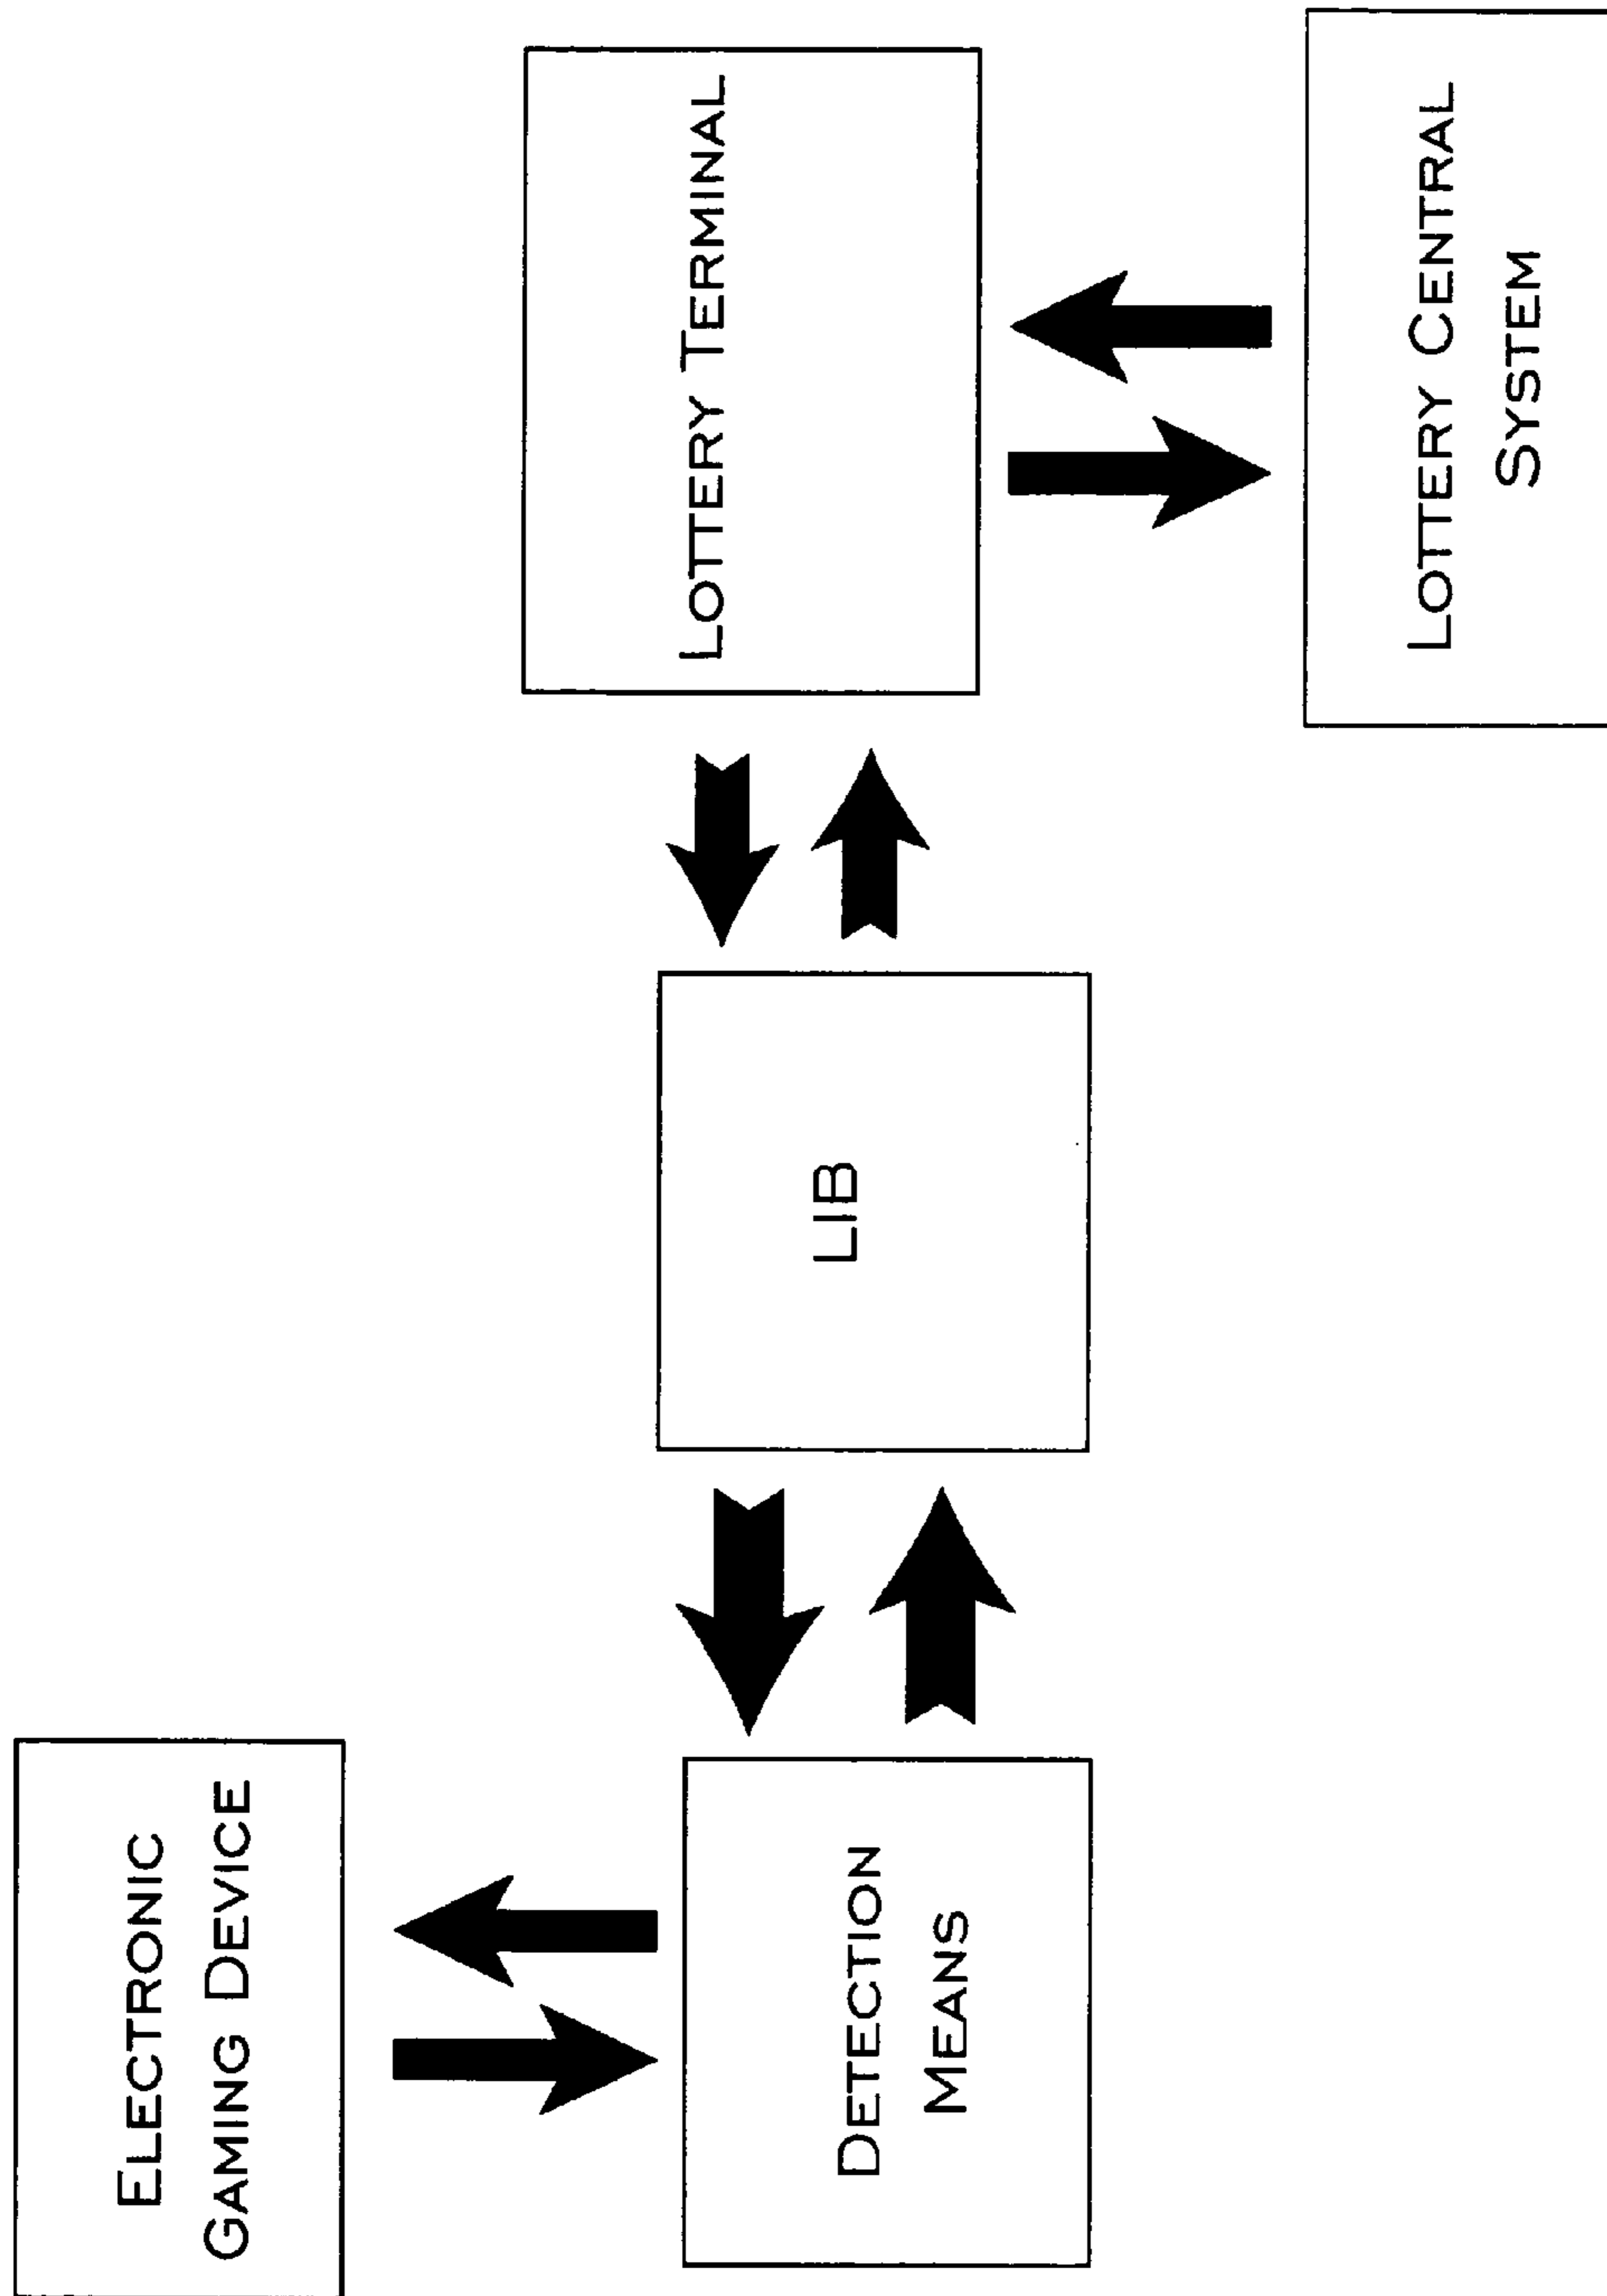 ELECTRONIC
GAMING DEVICE
DETECTION
MEANS
LIB
LOTTERY TERMINAL
LOTTERY CENTRAL
SYSTEM